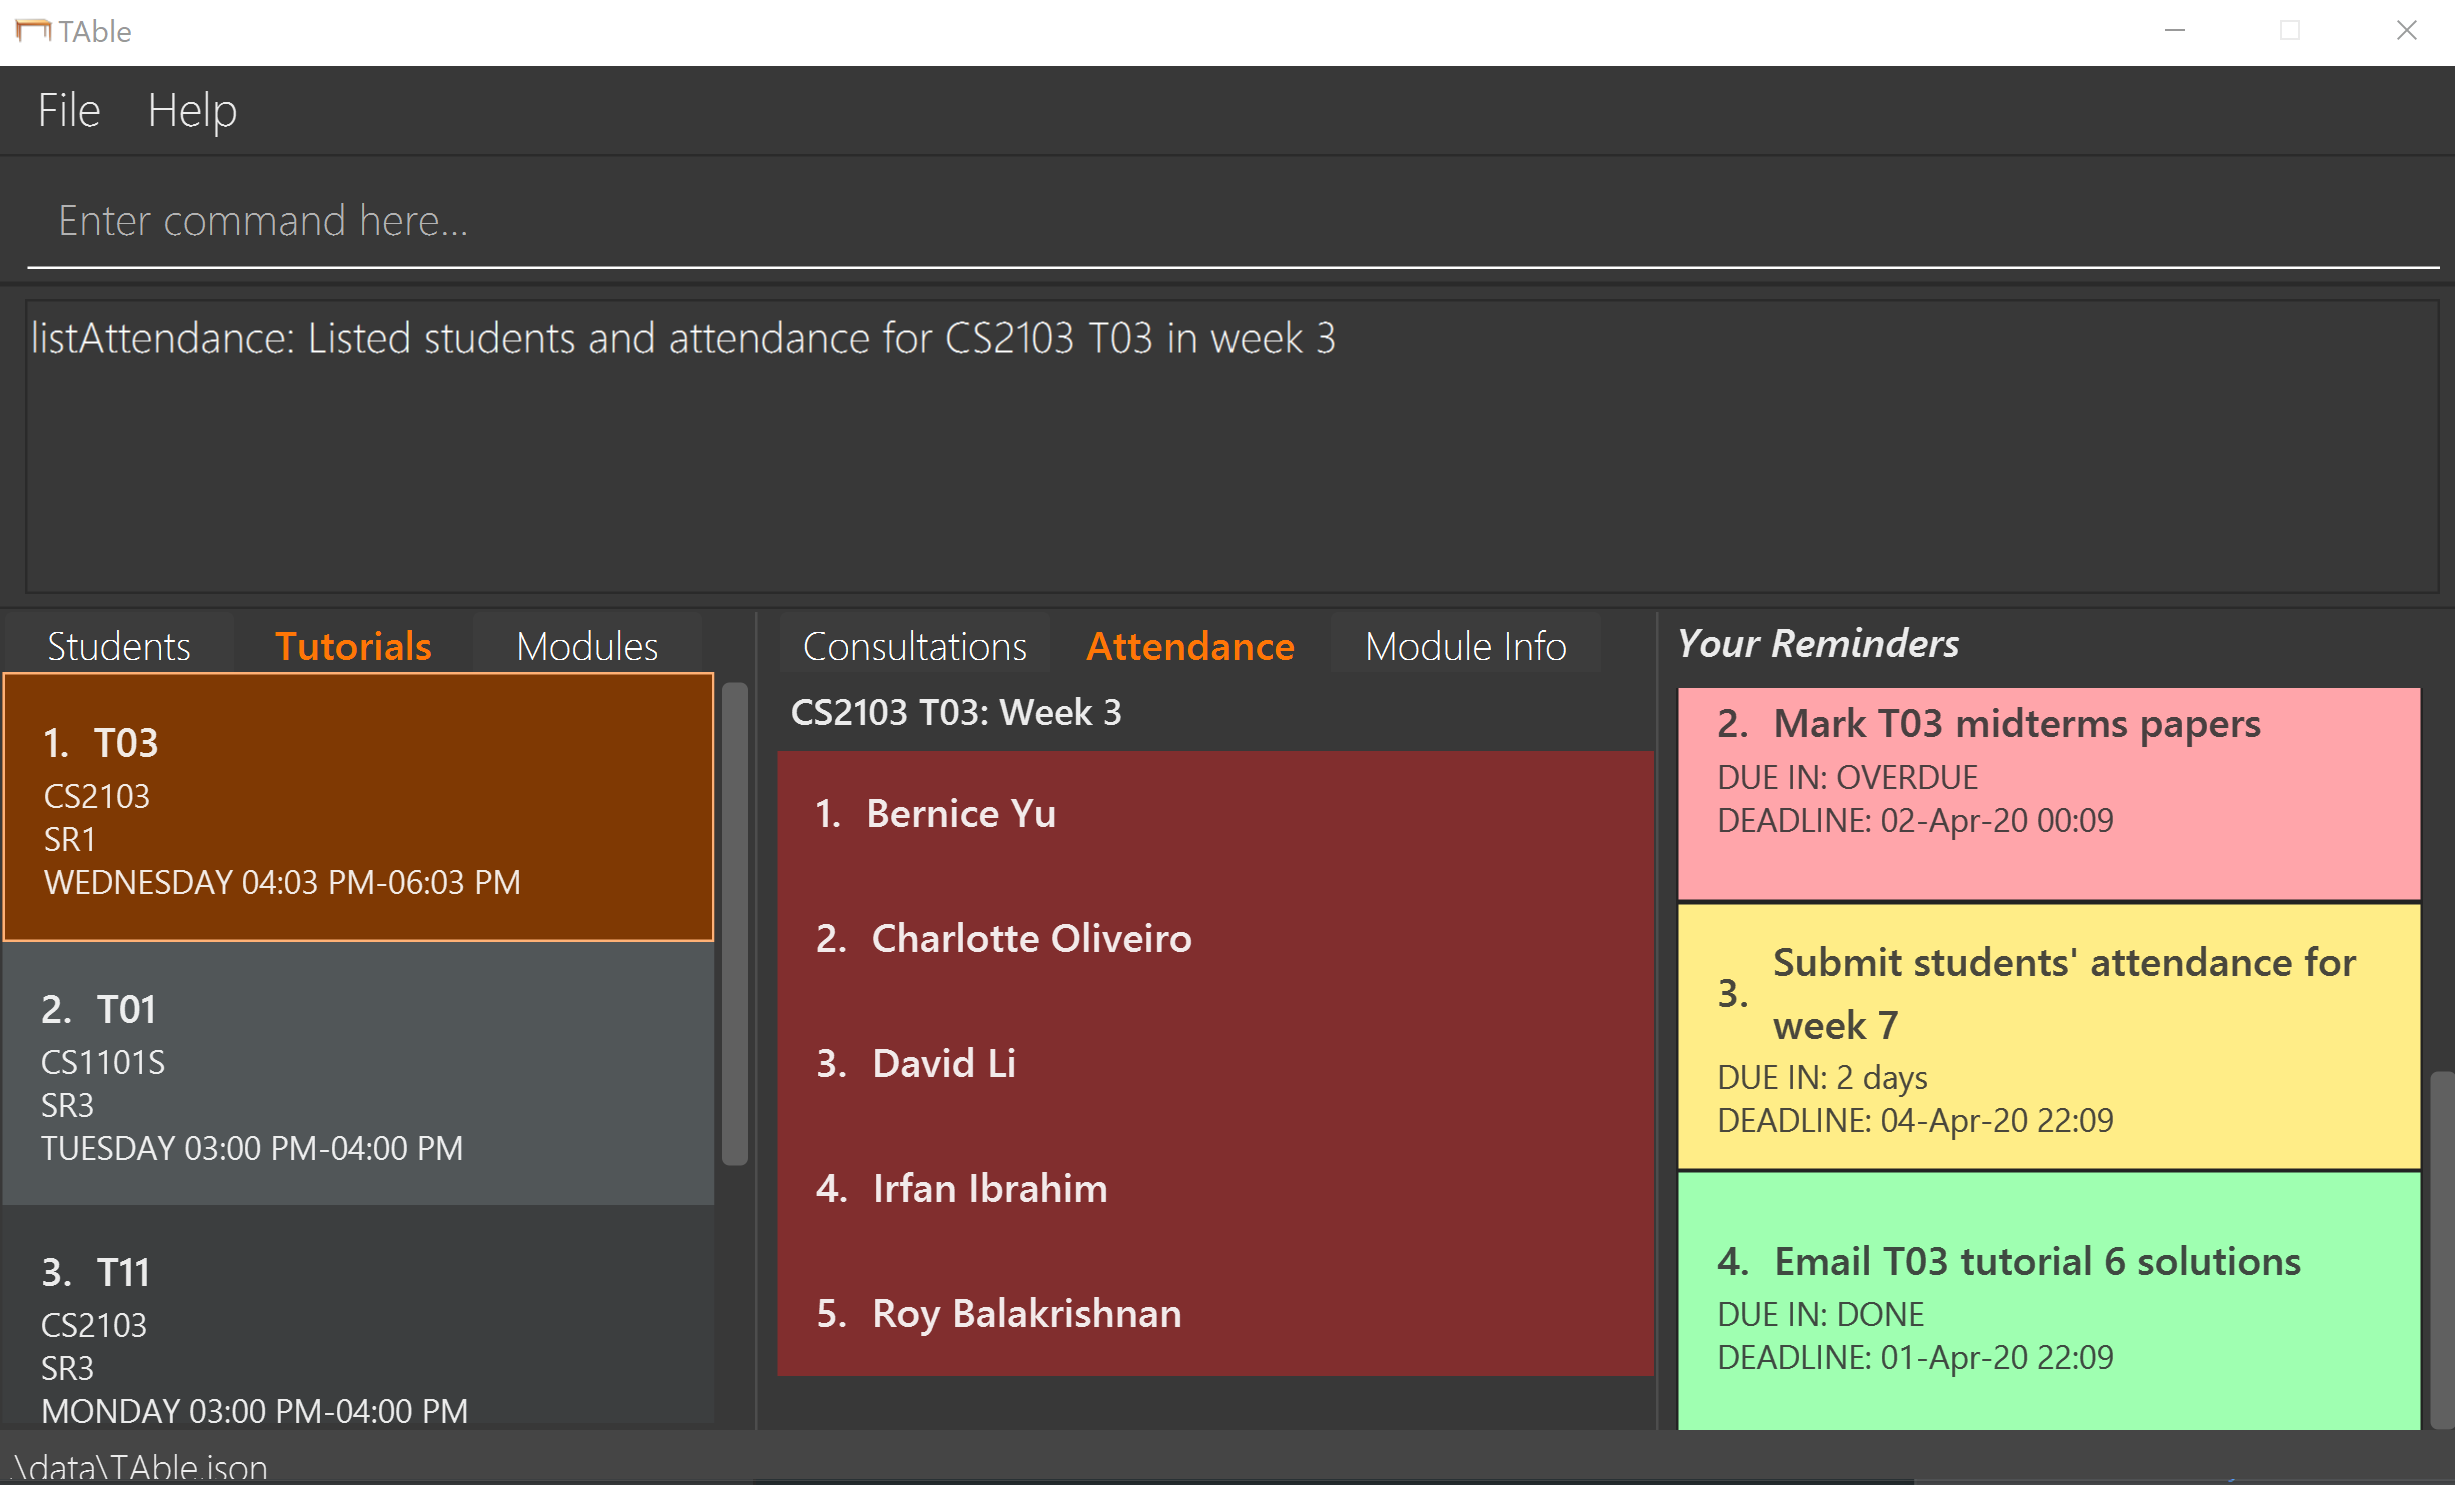 TAble
File Help
Enter command here...
listAttendance: Listed students and attendance for CS2103 T03 in week 3
Students Tutorials Modules
1. T03
CS2103
SR1
WEDNESDAY 04:03 PM-06:03 PM
2. T01
CS1101S
SR3
TUESDAY 03:00 PM-04:00 PM
3. T11
CS2103
SR3
MONDAY 03:00 PM-04:00 PM
Consultations Attendance Module Info
CS2103 T03: Week 3
1. Bernice Yu
2. Charlotte Oliveiro
3. David Li
4. Irfan Ibrahim
5. Roy Balakrishnan
Your Reminders
2. Mark T03 midterms papers
DUE IN: OVERDUE
DEADLINE: 02-Apr-20 00:09
3. Submit students' attendance for
week 7
DUE IN: 2 days
DEADLINE: 04-Apr-20 22:09
4. Email T03 tutorial 6 solutions
DUE IN: DONE
DEADLINE: 01-Apr-20 22:09
.\data\TAble.json